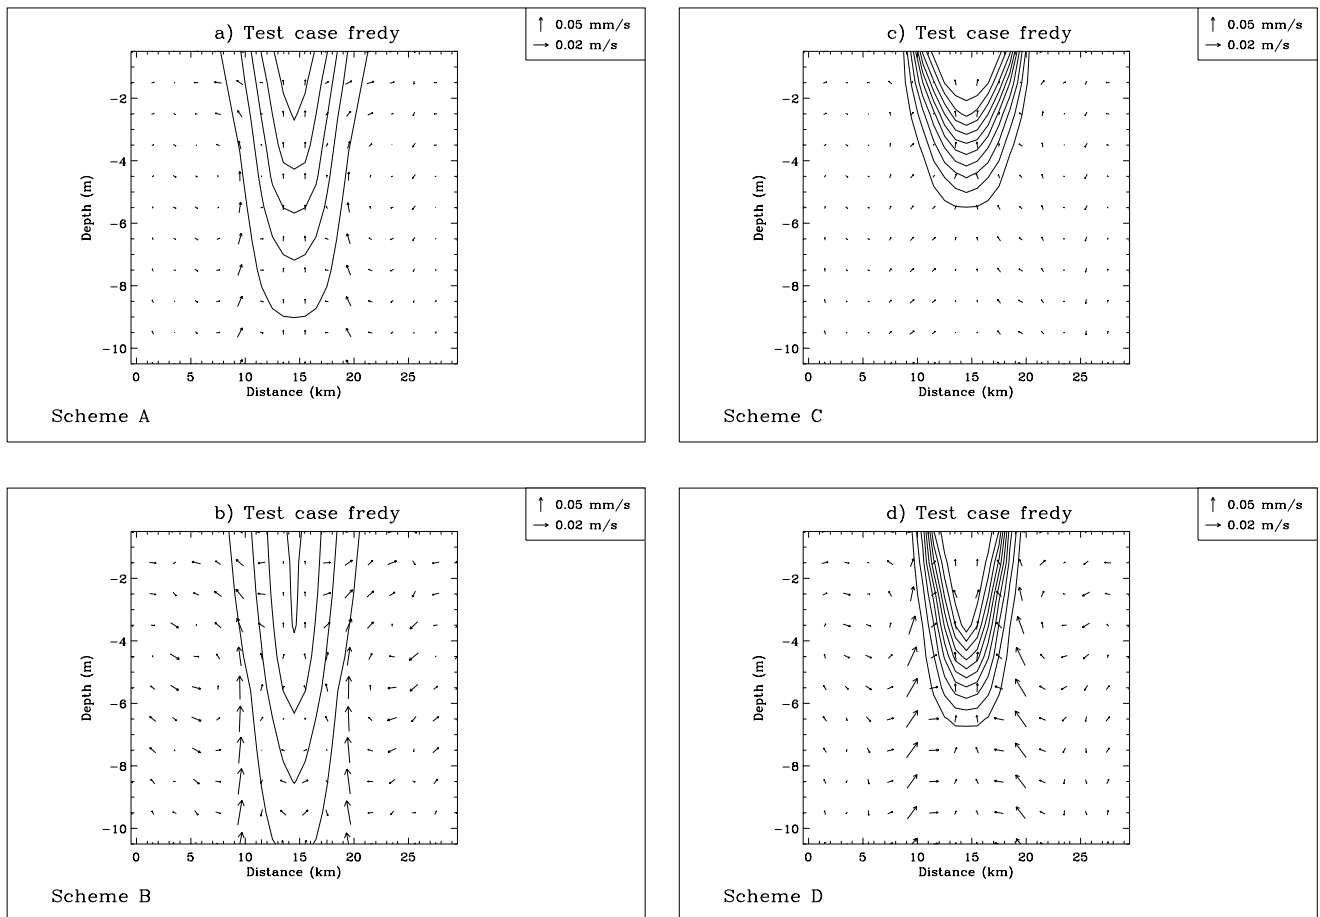 a) Test case fredy
0.05 mm/s
0.02 m/s
Depth (m)
-2
-4
-6
-8
-10
0 5 10 15 20 25
Distance (km)
Scheme A
c) Test case fredy
0.05 mm/s
0.02 m/s
Depth (m)
-2
-4
-6
-8
-10
0 5 10 15 20 25
Distance (km)
Scheme C
b) Test case fredy
0.05 mm/s
0.02 m/s
Depth (m)
-2
-4
-6
-8
-10
0 5 10 15 20 25
Distance (km)
Scheme B
d) Test case fredy
0.05 mm/s
0.02 m/s
Depth (m)
-2
-4
-6
-8
-10
0 5 10 15 20 25
Distance (km)
Scheme D